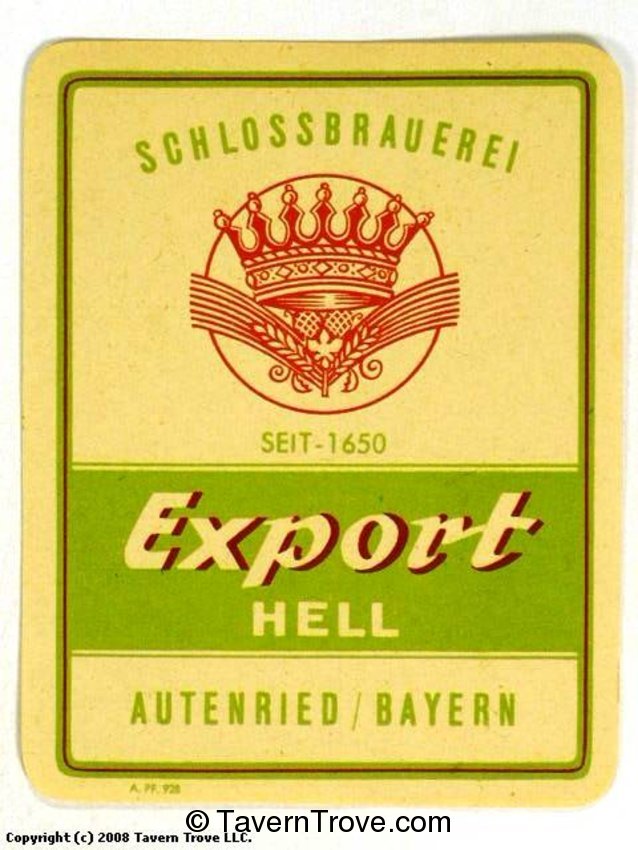 SCHLOSSBRAUEREI
SEIT-1650
Export
HELL
AUTENRIED / BAYERN
A. PF. 928
© TavernTrove.com
Copyright (c) 2008 Tavern Trove LLC.